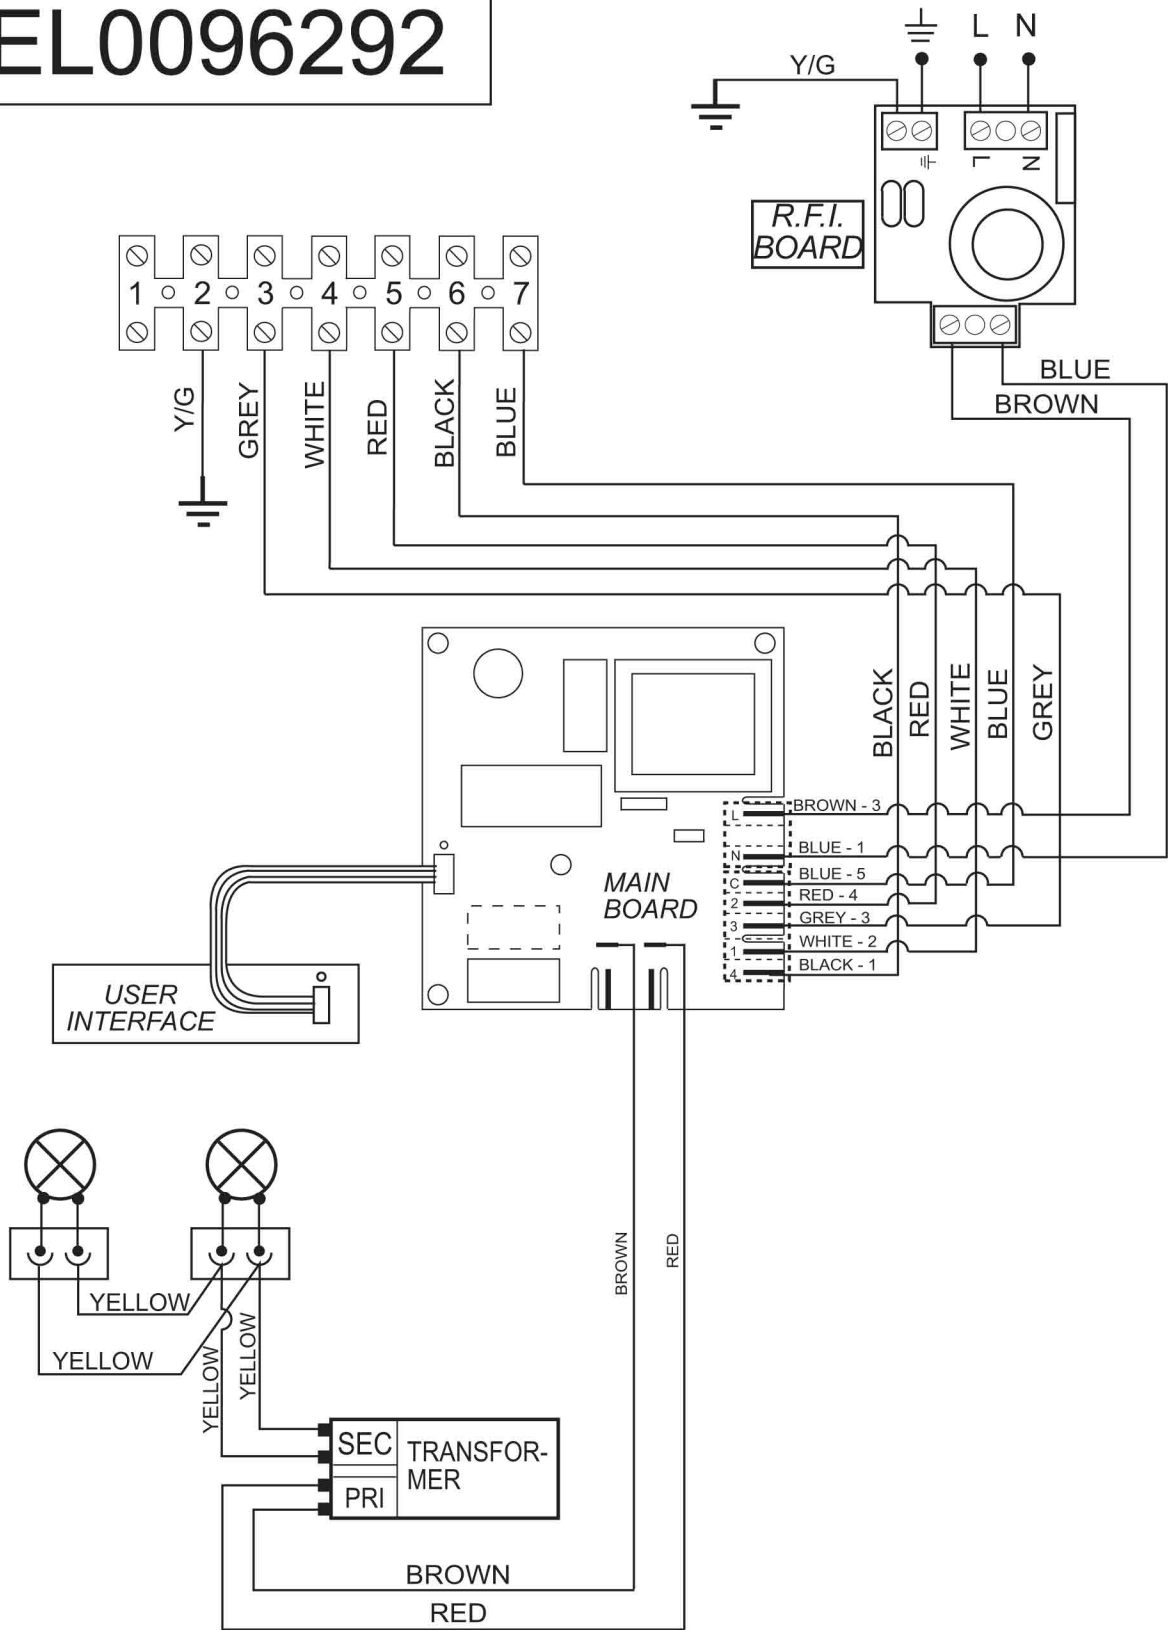 EL0096292
L N
Y/G
L N
R.F.I.
BOARD
1 2 3 4 5 6 7
BLUE
BROWN
Y/G
GREY
WHITE
RED
BLACK
BLUE
BLACK
RED
WHITE
BLUE
GREY
L
BROWN - 3
N
BLUE - 1
C
BLUE - 5
2
RED - 4
3
GREY - 3
1
WHITE - 2
4
BLACK - 1
MAIN
BOARD
USER
INTERFACE
BROWN
RED
YELLOW
YELLOW
YELLOW
YELLOW
SEC
PRI
TRANSFOR-
MER
BROWN
RED